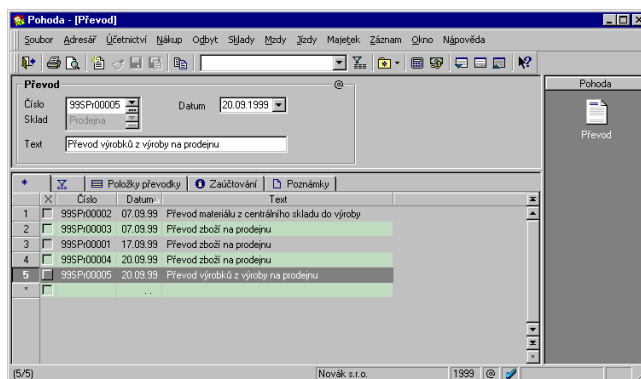 Pohoda - [Převod]
Soubor Adresář Účetnictví Nákup Odbyt Sklady Mzdy Jízdy Majetek Záznam Okno Nápověda
Převod @
Pohoda
Číslo 99SPr00005 Datum 20.09.1999
Sklad Prodejna
Převod
Text Převod výrobků z výroby na prodejnu
* Položky převodky Zaúčtování Poznámky
X Číslo Datum Text
1 99SPr00002 07.09.99 Převod materiálu z centrálního skladu do výroby
2 99SPr00003 07.09.99 Převod zboží na prodejnu
3 99SPr00001 17.09.99 Převod zboží na prodejnu
4 99SPr00004 20.09.99 Převod zboží na prodejnu
5 99SPr00005 20.09.99 Převod výrobků z výroby na prodejnu
* . .
(5/5) Novák s.r.o. 1999 @